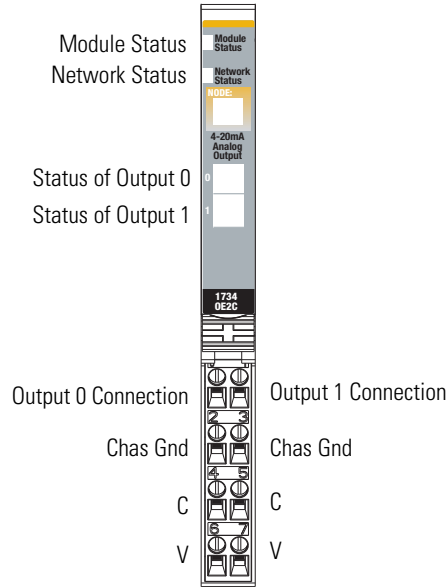 Module Status
Module
Status
Network Status
Network
Status
NODE:
4-20mA
Analog
Output
Status of Output 0
0
Status of Output 1
1
1734
OE2C
Output 0 Connection
Output 1 Connection
2 3
Chas Gnd
Chas Gnd
4 5
C
C
6 7
V
V